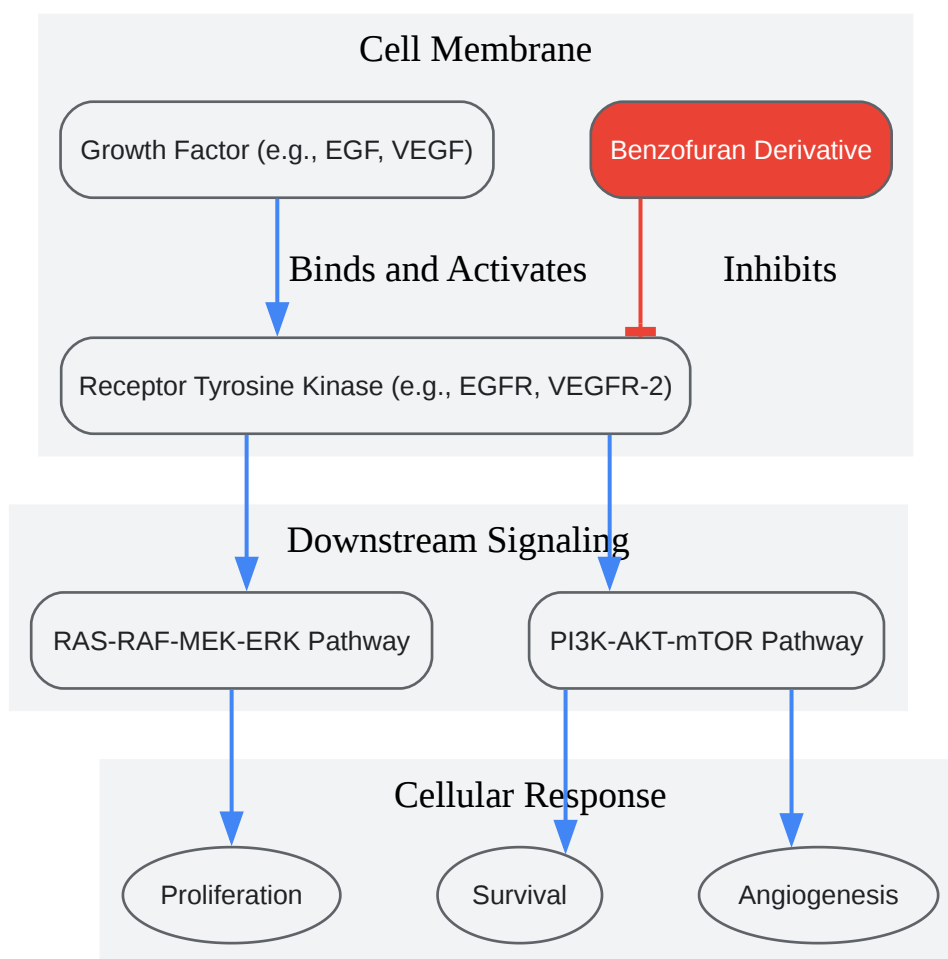 Cell Membrane
Growth Factor (e.g., EGF, VEGF)
Benzofuran Derivative
Binds and Activates
Inhibits
Receptor Tyrosine Kinase (e.g., EGFR, VEGFR-2)
Downstream Signaling
RAS-RAF-MEK-ERK Pathway
PI3K-AKT-mTOR Pathway
Cellular Response
Proliferation
Survival
Angiogenesis